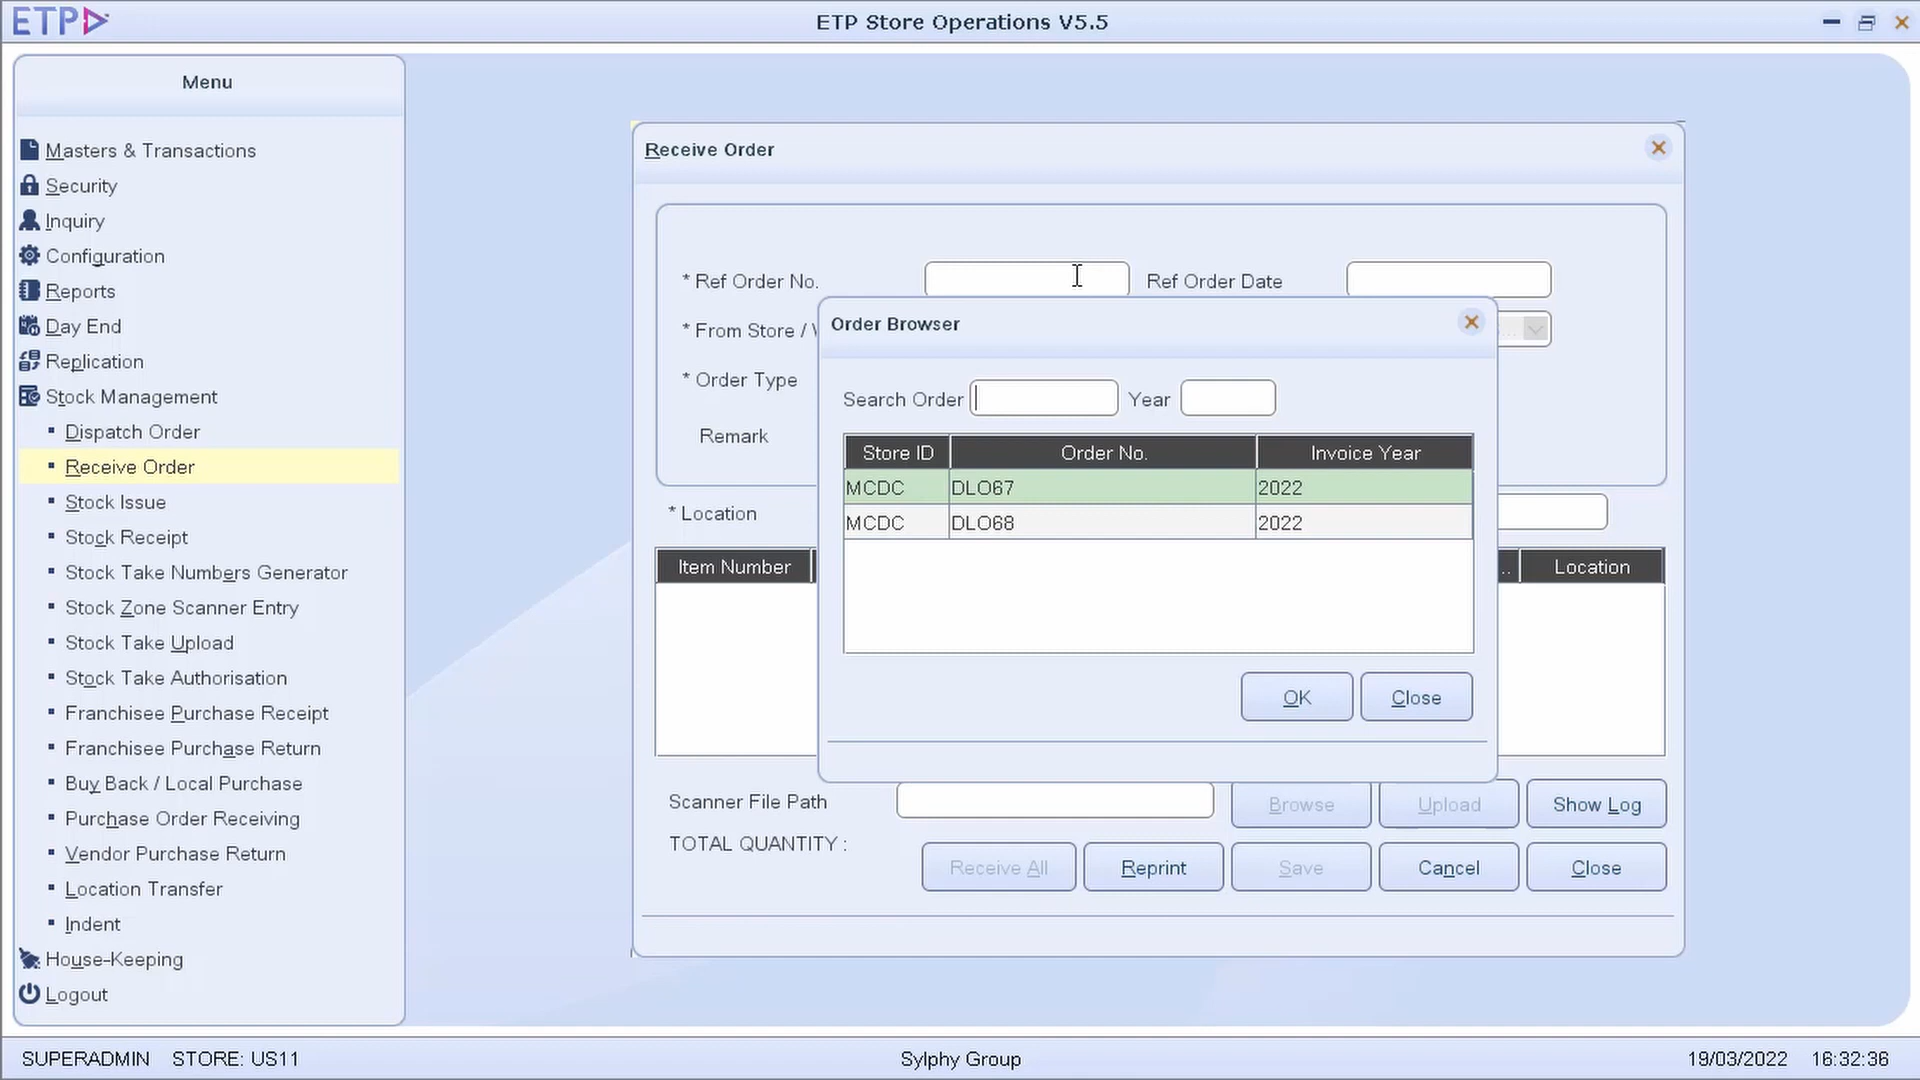 ETP
ETP Store Operations V5.5
Menu
Masters & Transactions
Security
Inquiry
Configuration
Reports
Day End
Replication
Stock Management
Dispatch Order
Receive Order
Stock Issue
Stock Receipt
Stock Take Numbers Generator
Stock Zone Scanner Entry
Stock Take Upload
Stock Take Authorisation
Franchisee Purchase Receipt
Franchisee Purchase Return
Buy Back / Local Purchase
Purchase Order Receiving
Vendor Purchase Return
Location Transfer
Indent
House-Keeping
Logout
Receive Order
* Ref Order No. Ref Order Date
* From Store /
* Order Type
Remark
* Location
Item Number .. Location
Order Browser
Search Order Year
Store ID Order No. Invoice Year
MCDC DLO67 2022
MCDC DLO68 2022
OK Close
Scanner File Path Browse Upload Show Log
TOTAL QUANTITY :
Receive All Reprint Save Cancel Close
SUPERADMIN STORE: US11 Sylphy Group 19/03/2022 16:32:36